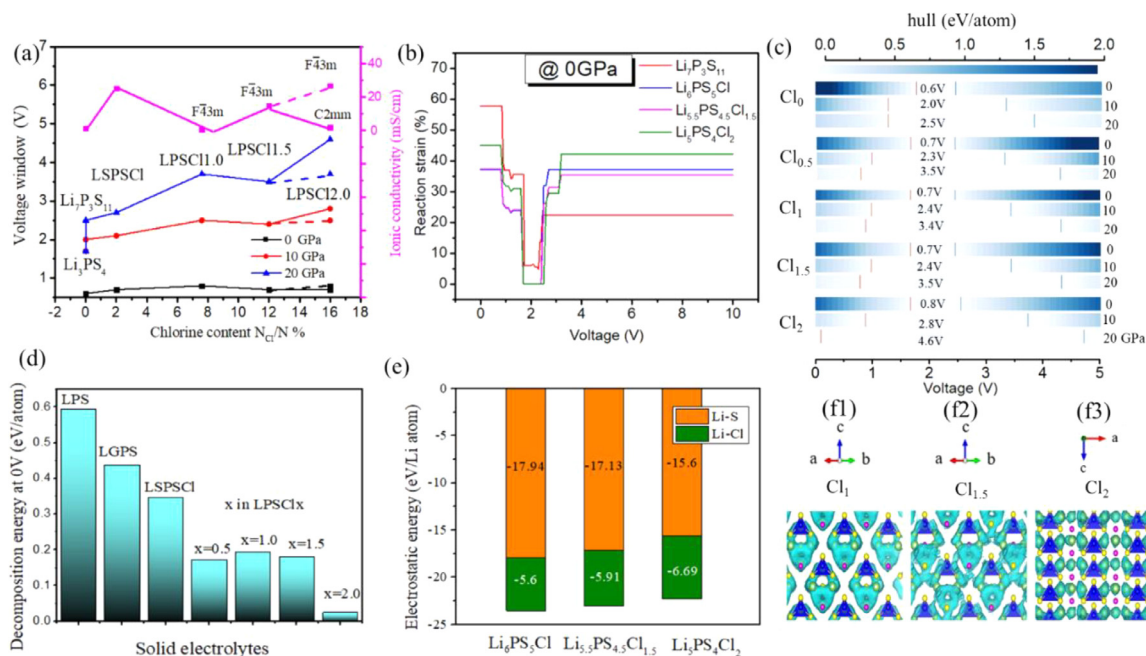 (a)
Voltage window (V)
7
6
5
4
3
2
1
F4̄3m
F4̄3m
F4̄3m
C2mm
LPSCl1.5
LPSCl1.0
LSPSCl
LPSCl2.0
Li₇P₃S₁₁
Li₃PS₄
0 GPa
10 GPa
20 GPa
40
20
0
Ionic conductivity (mS/cm)
-2 0 2 4 6 8 10 12 14 16 18
Chlorine content N_Cl/N %
(b)
@ 0GPa
Li₇P₃S₁₁
Li₆PS₅Cl
Li₅.₅PS₄.₅Cl₁.₅
Li₅PS₄Cl₂
Reaction strain (%)
70
60
50
40
30
20
10
0
0 2 4 6 8 10
Voltage (V)
(c)
hull (eV/atom)
0.0 0.5 1.0 1.5 2.0
Cl₀
0.6V 0
2.0V 10
2.5V 20
Cl₀.₅
0.7V 0
2.3V 10
3.5V 20
Cl₁
0.7V 0
2.4V 10
3.4V 20
Cl₁.₅
0.7V 0
2.4V 10
3.5V 20
Cl₂
0.8V 0
2.8V 10
4.6V 20 GPa
0 1 2 3 4 5
Voltage (V)
(d)
Decomposition energy at 0V (eV/atom)
0.6
0.4
0.2
0.0
LPS
LGPS
LSPSCl
x in LPSClx
x=0.5
x=1.0
x=1.5
x=2.0
Solid electrolytes
(e)
Electrostatic energy (eV/Li atom)
0
-5
-10
-15
-20
-25
Li-S
Li-Cl
-17.94
-17.13
-15.6
-5.6
-5.91
-6.69
Li₆PS₅Cl Li₅.₅PS₄.₅Cl₁.₅ Li₅PS₄Cl₂
(f1) (f2) (f3)
c
a b
c
a b
a
c
Cl₁ Cl₁.₅ Cl₂